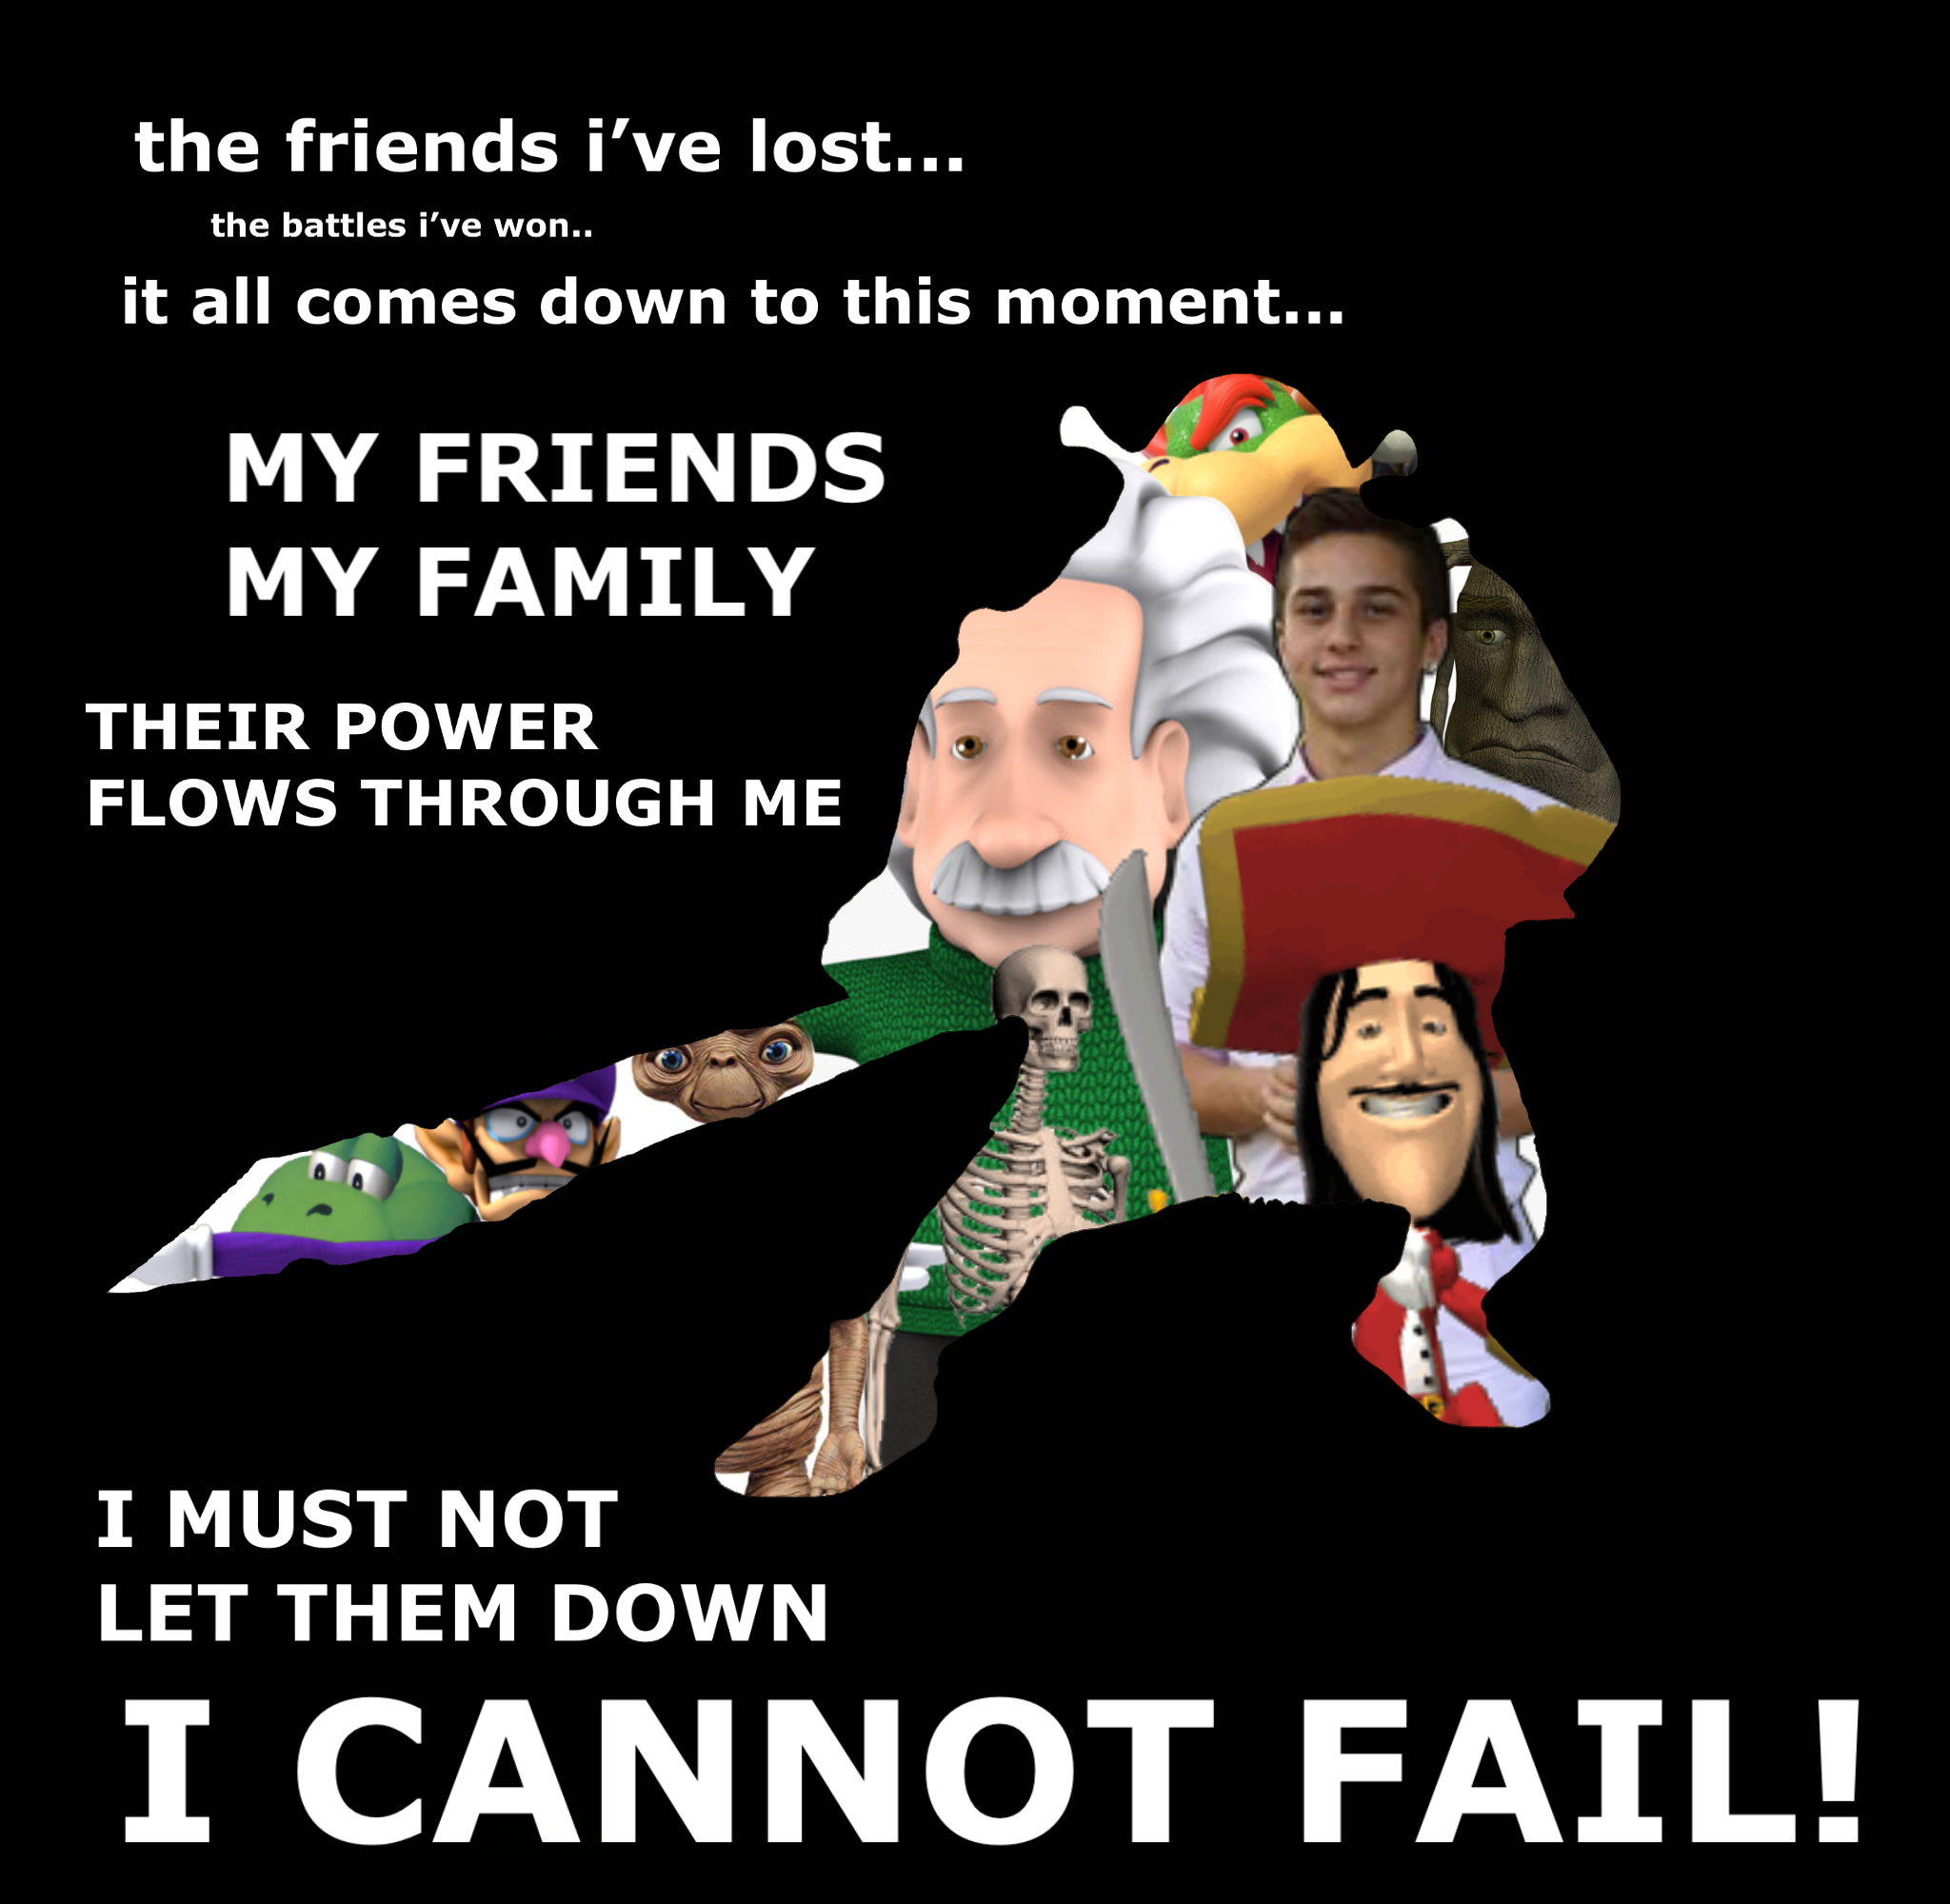 the friends i’ve lost...
the battles i’ve won..
it all comes down to this moment...
MY FRIENDS
MY FAMILY
THEIR POWER
FLOWS THROUGH ME
I MUST NOT
LET THEM DOWN
I CANNOT FAIL!